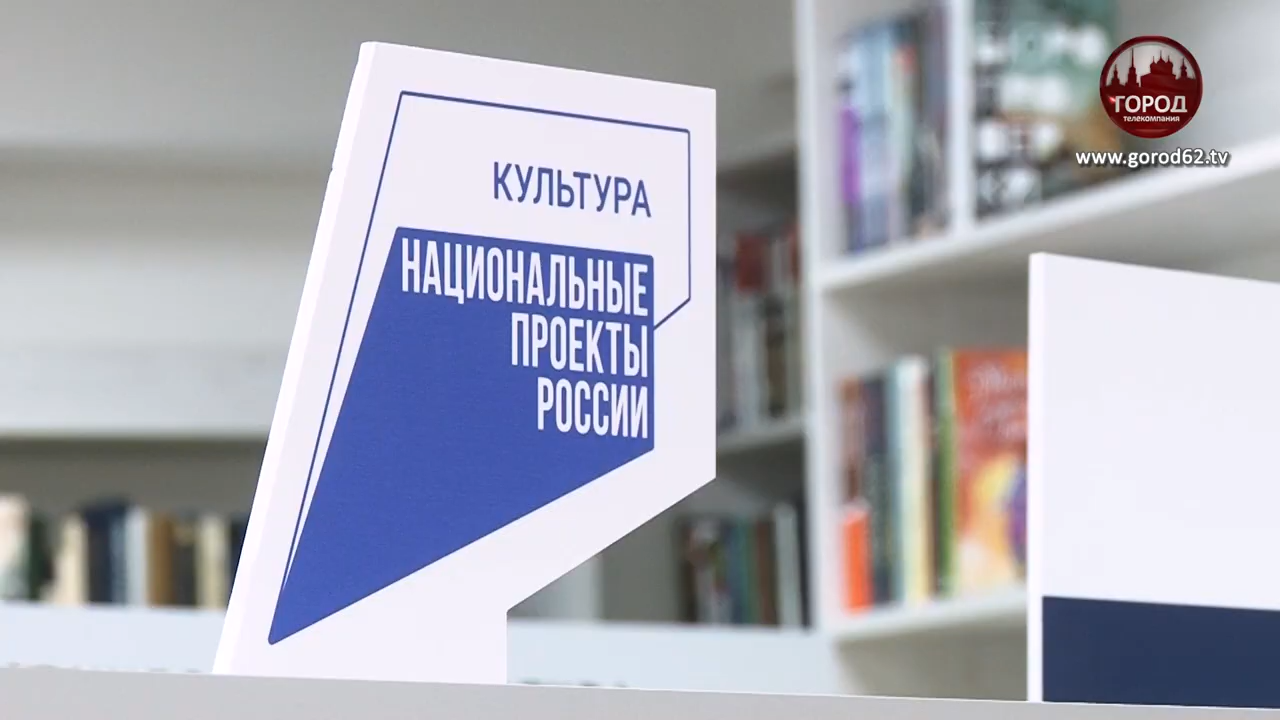 КУЛЬТУРА
НАЦИОНАЛЬНЫЕ
ПРОЕКТЫ
РОССИИ
ГОРОД
телекомпания
www.gorod62.tv